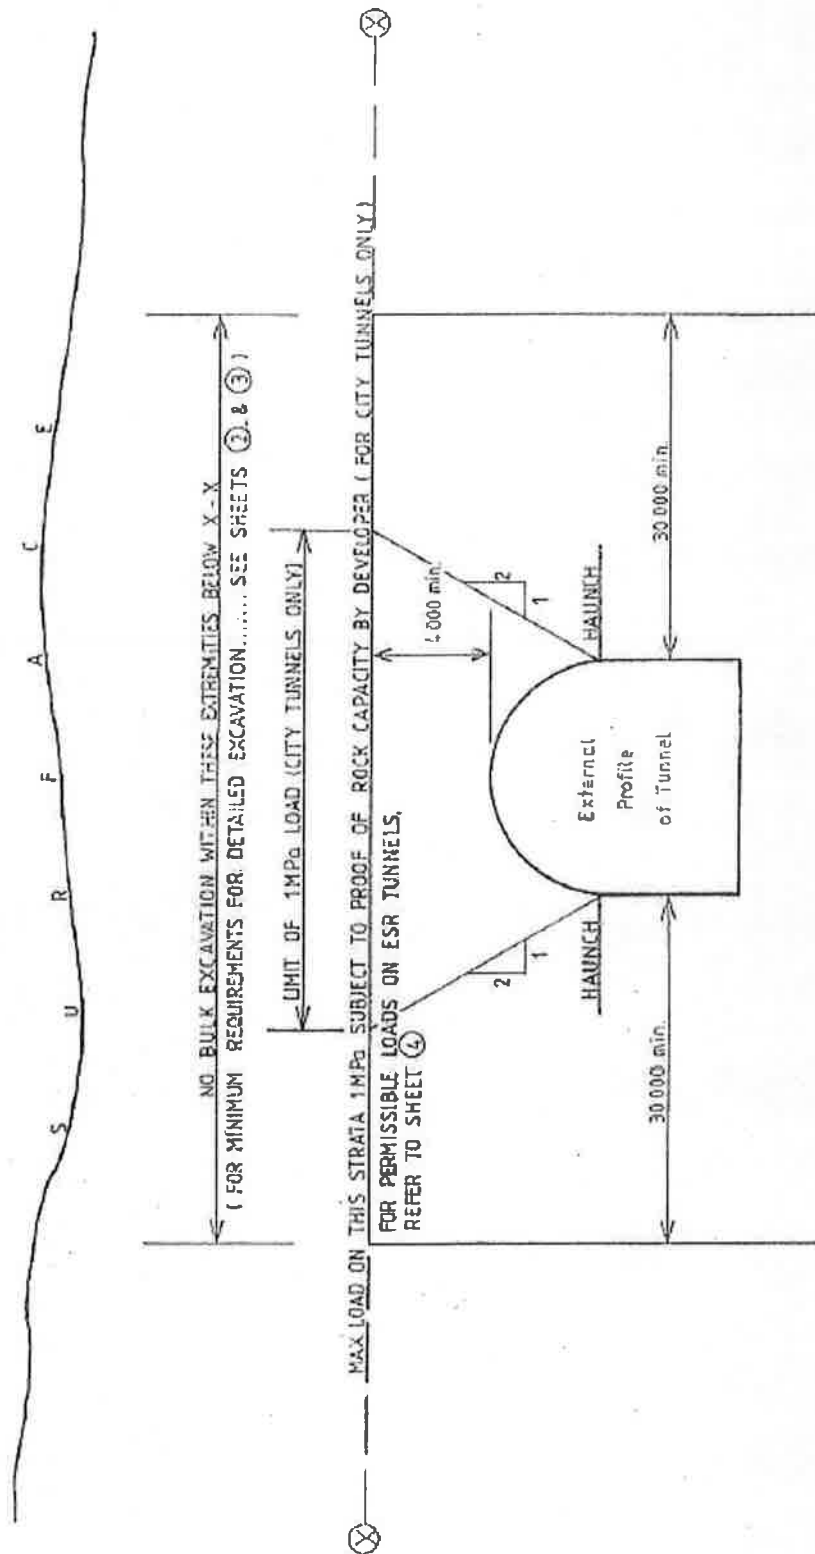 SURFACE
NO BULK EXCAVATION WITHIN THESE EXTREMITIES BELOW X-X
( FOR MINIMUM REQUIREMENTS FOR DETAILED EXCAVATION....... SEE SHEETS ② & ③ )
LIMIT OF 1MPa LOAD (CITY TUNNELS ONLY)
X
MAX LOAD ON THIS STRATA 1MPa SUBJECT TO PROOF OF ROCK CAPACITY BY DEVELOPER ( FOR CITY TUNNELS ONLY )
X
FOR PERMISSIBLE LOADS ON ESR TUNNELS,
REFER TO SHEET ④
4 000 min.
2
1
2
1
HAUNCH
HAUNCH
External
Profile
of Tunnel
30 000 min.
30 000 min.